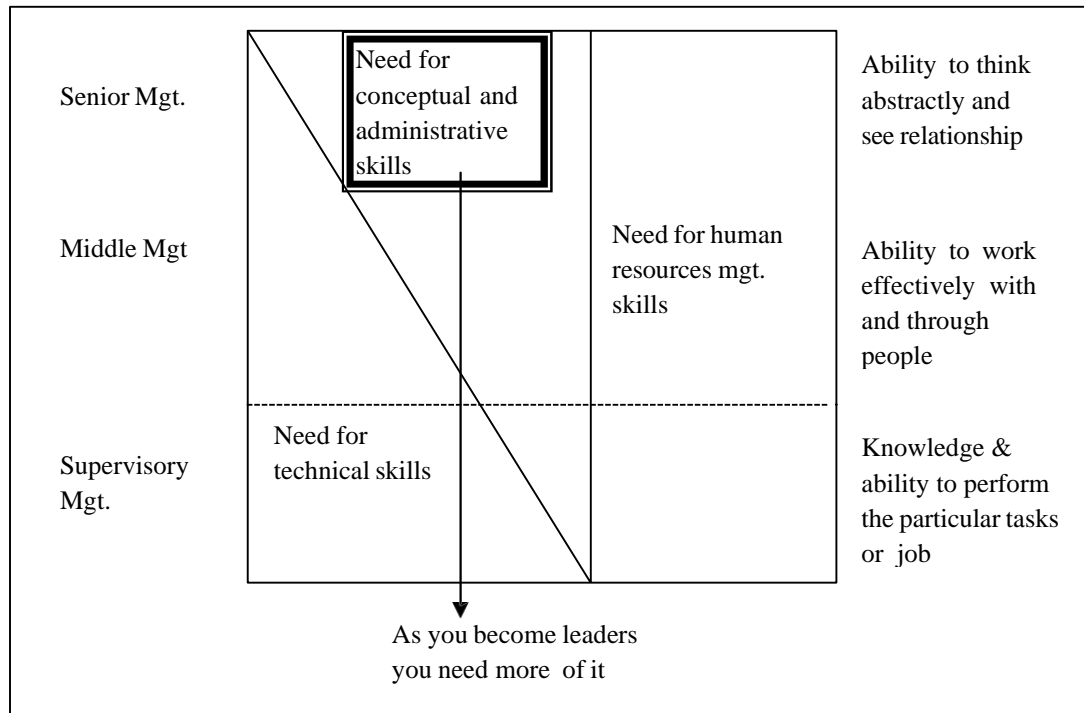 Senior Mgt.
Need for
conceptual and
administrative
skills
Ability to think
abstractly and
see relationship
Middle Mgt
Need for human
resources mgt.
skills
Ability to work
effectively with
and through
people
Supervisory
Mgt.
Need for
technical skills
Knowledge &
ability to perform
the particular tasks
or job
As you become leaders
you need more of it